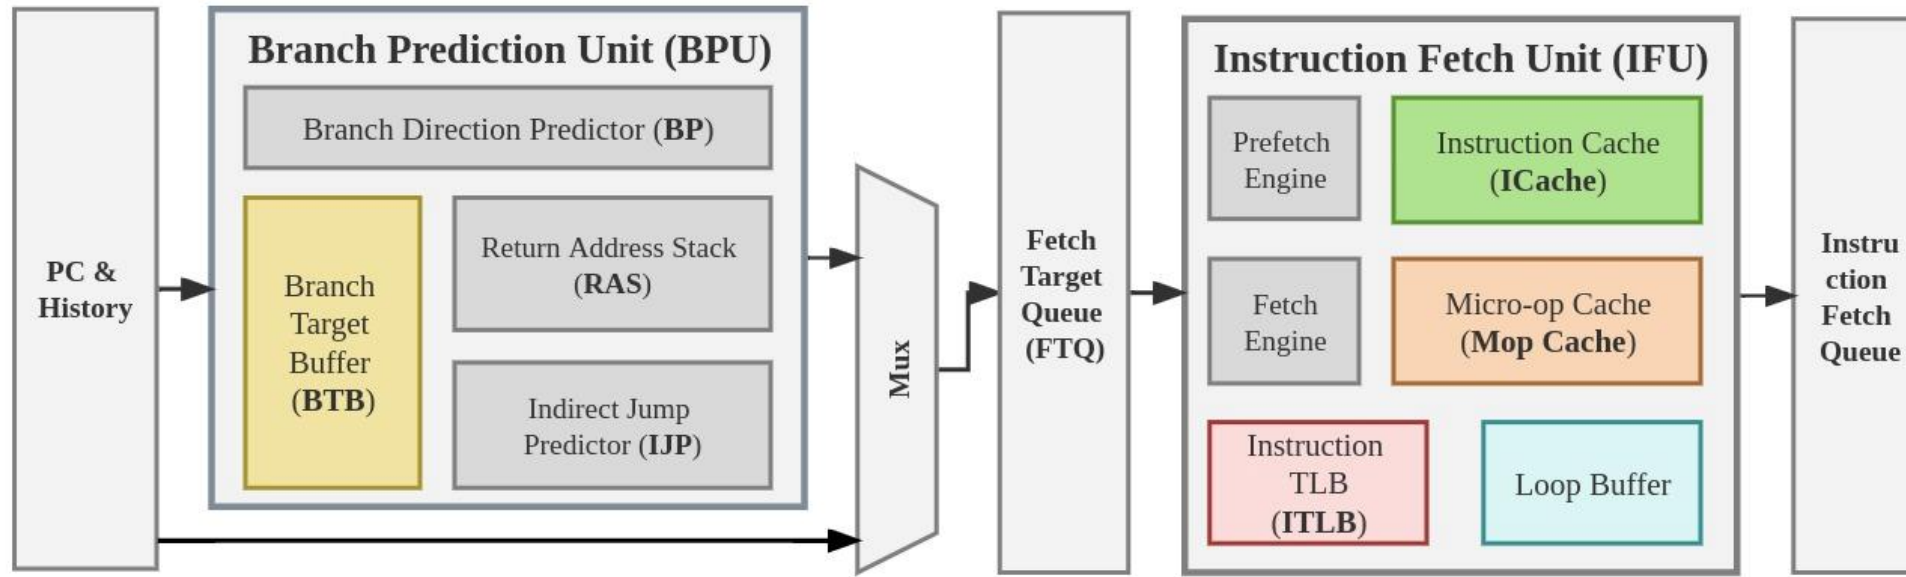 PC &
History
Branch Prediction Unit (BPU)
Branch Direction Predictor (BP)
Branch
Target
Buffer
(BTB)
Return Address Stack
(RAS)
Indirect Jump
Predictor (IJP)
Mux
Fetch
Target
Queue
(FTQ)
Instruction Fetch Unit (IFU)
Prefetch
Engine
Instruction Cache
(ICache)
Fetch
Engine
Micro-op Cache
(Mop Cache)
Instruction
TLB
(ITLB)
Loop Buffer
Instru
ction
Fetch
Queue